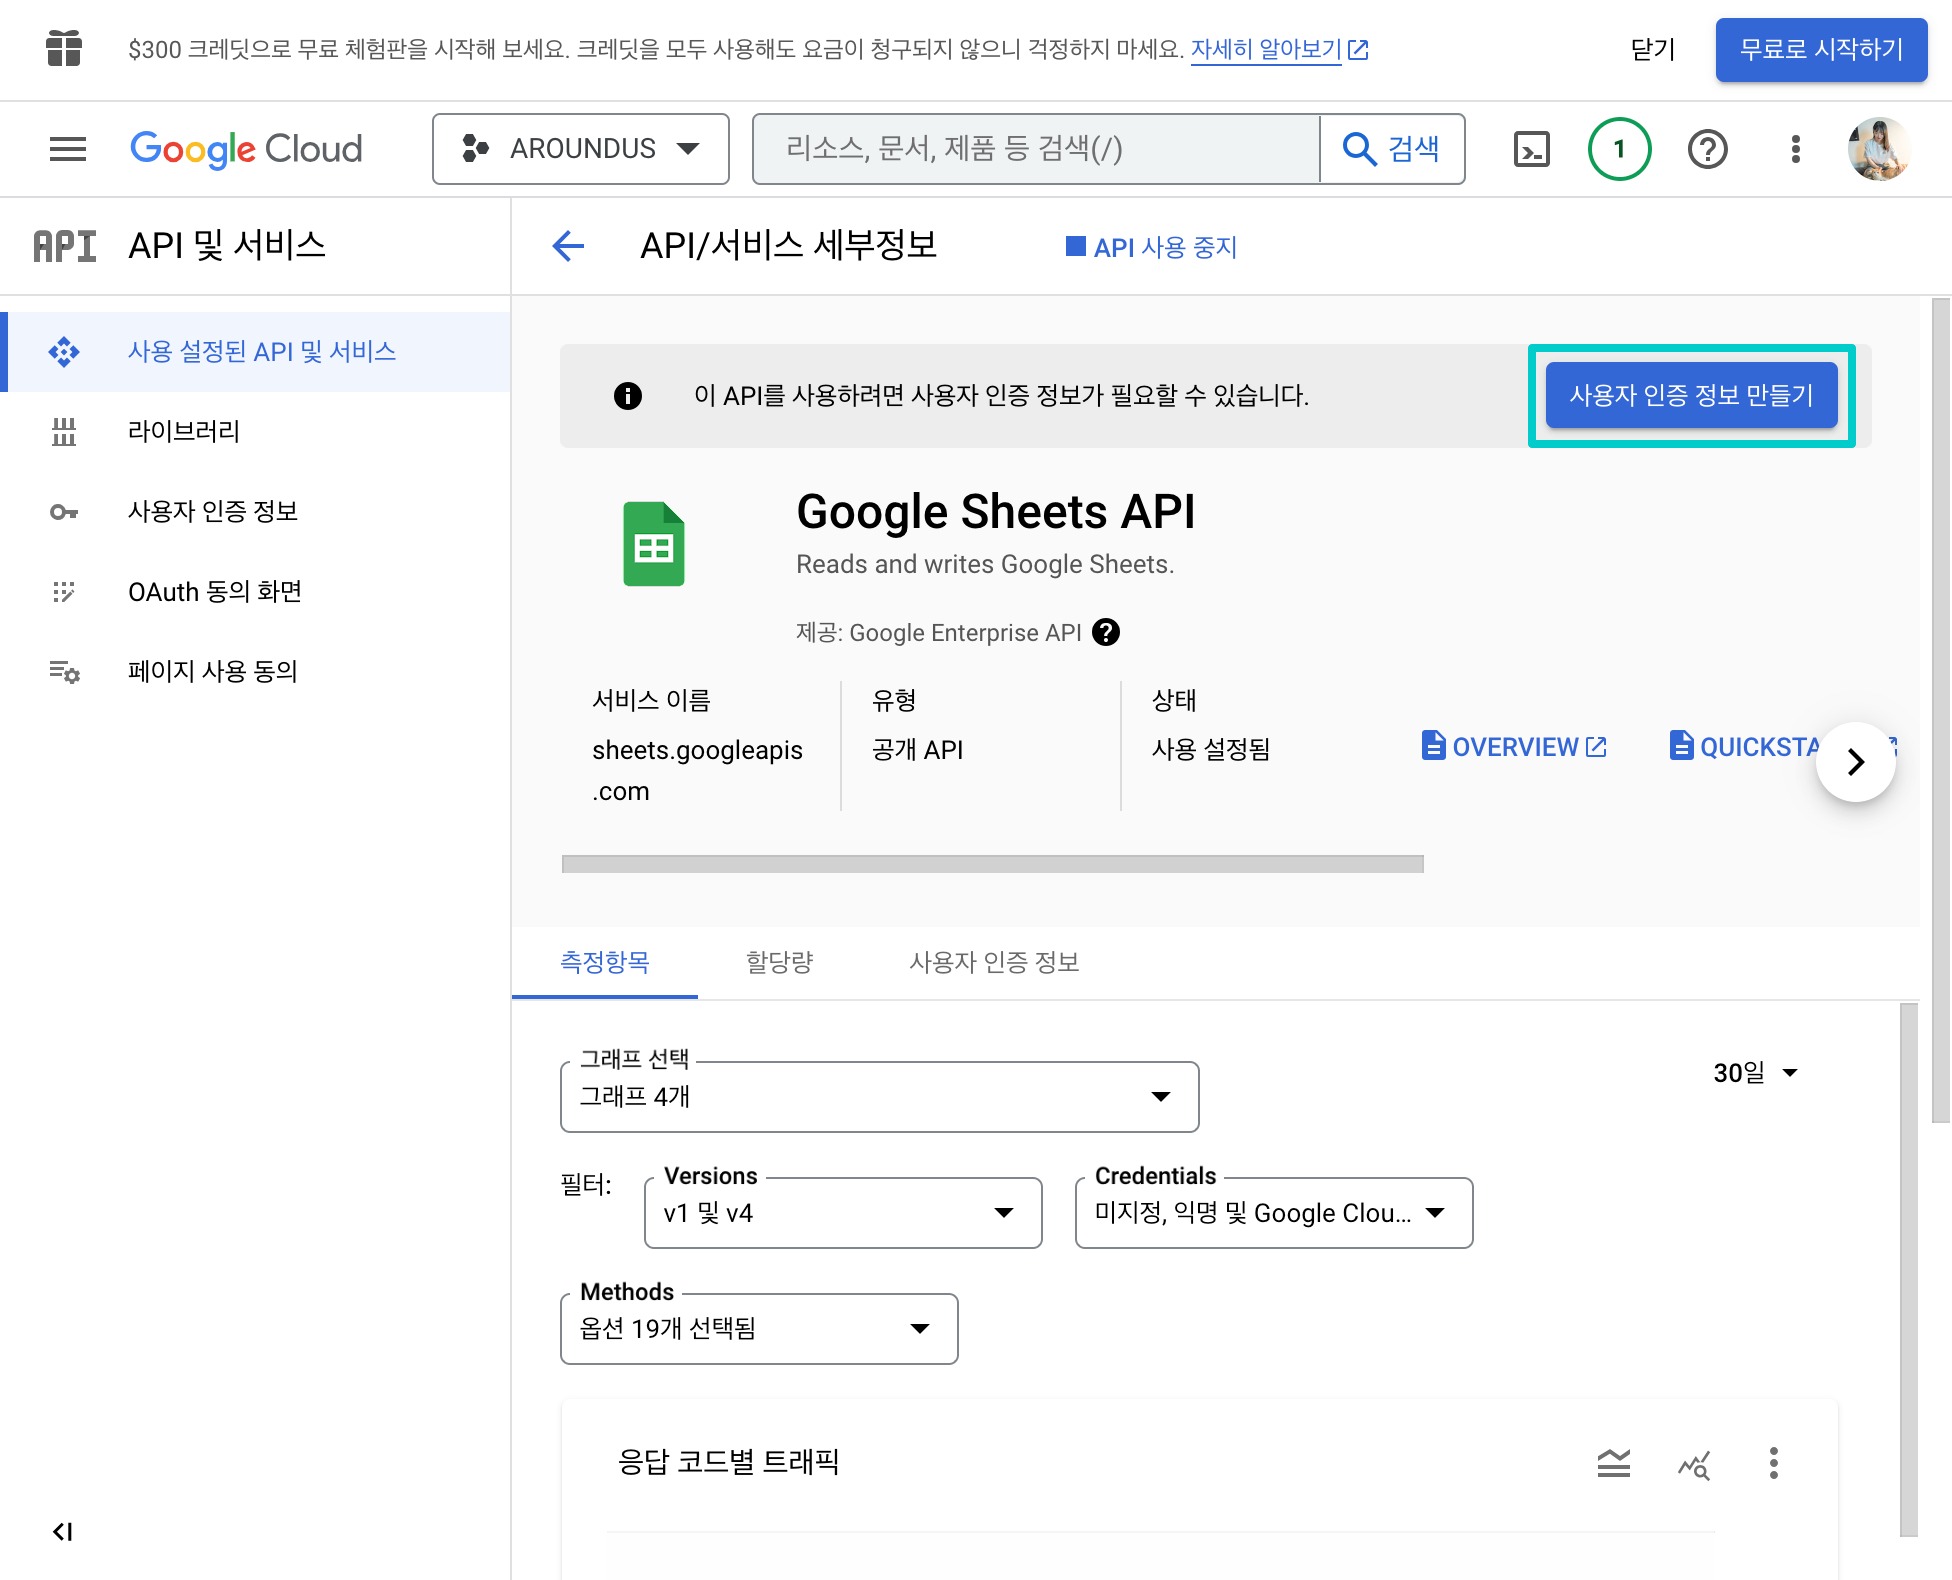 $300 크레딧으로 무료 체험판을 시작해 보세요. 크레딧을 모두 사용해도 요금이 청구되지 않으니 걱정하지 마세요. 자세히 알아보기
닫기
무료로 시작하기
Google Cloud
AROUNDUS
리소스, 문서, 제품 등 검색(/)
검색
1
API
API 및 서비스
API/서비스 세부정보
API 사용 중지
사용 설정된 API 및 서비스
라이브러리
사용자 인증 정보
OAuth 동의 화면
페이지 사용 동의
이 API를 사용하려면 사용자 인증 정보가 필요할 수 있습니다.
사용자 인증 정보 만들기
Google Sheets API
Reads and writes Google Sheets.
제공: Google Enterprise API
서비스 이름
sheets.googleapis
.com
유형
공개 API
상태
사용 설정됨
OVERVIEW
QUICKSTA
측정항목
할당량
사용자 인증 정보
그래프 선택
그래프 4개
30일
필터:
Versions
v1 및 v4
Credentials
미지정, 익명 및 Google Clou...
Methods
옵션 19개 선택됨
응답 코드별 트래픽